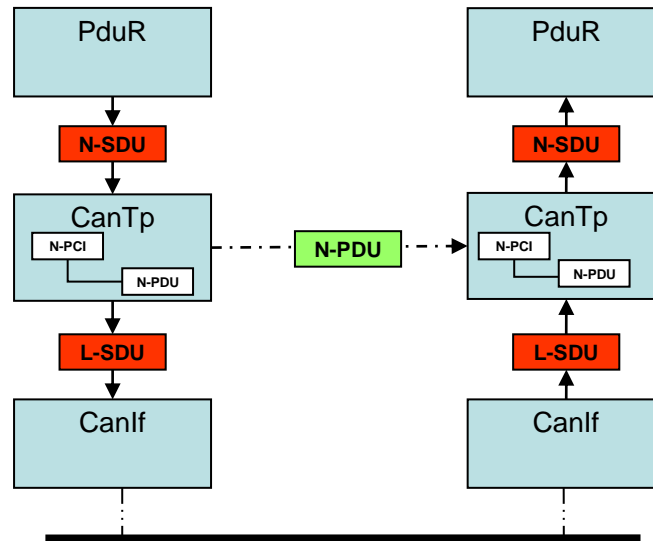 PduR
PduR
N-SDU
N-SDU
CanTp
CanTp
N-PCI
N-PDU
N-PDU
N-PCI
N-PDU
L-SDU
L-SDU
CanIf
CanIf